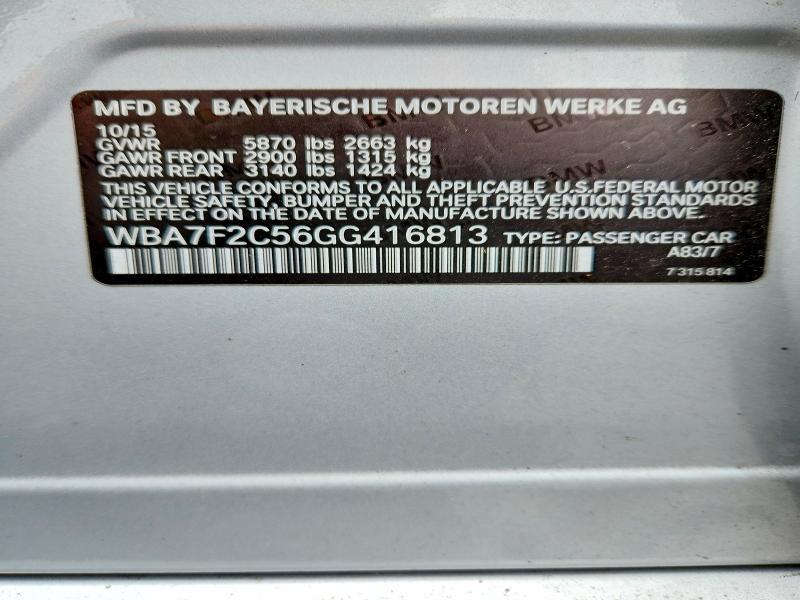 MFD BY BAYERISCHE MOTOREN WERKE AG
10/15
GVWR 5870 lbs 2663 kg
GAWR FRONT 2900 lbs 1315 kg
GAWR REAR 3140 lbs 1424 kg
THIS VEHICLE CONFORMS TO ALL APPLICABLE U.S.FEDERAL MOTOR
VEHICLE SAFETY, BUMPER AND THEFT PREVENTION STANDARDS
IN EFFECT ON THE DATE OF MANUFACTURE SHOWN ABOVE.
WBA7F2C56GG416813 TYPE: PASSENGER CAR
A83/7
7 315 814
BMW
BMW
BMW